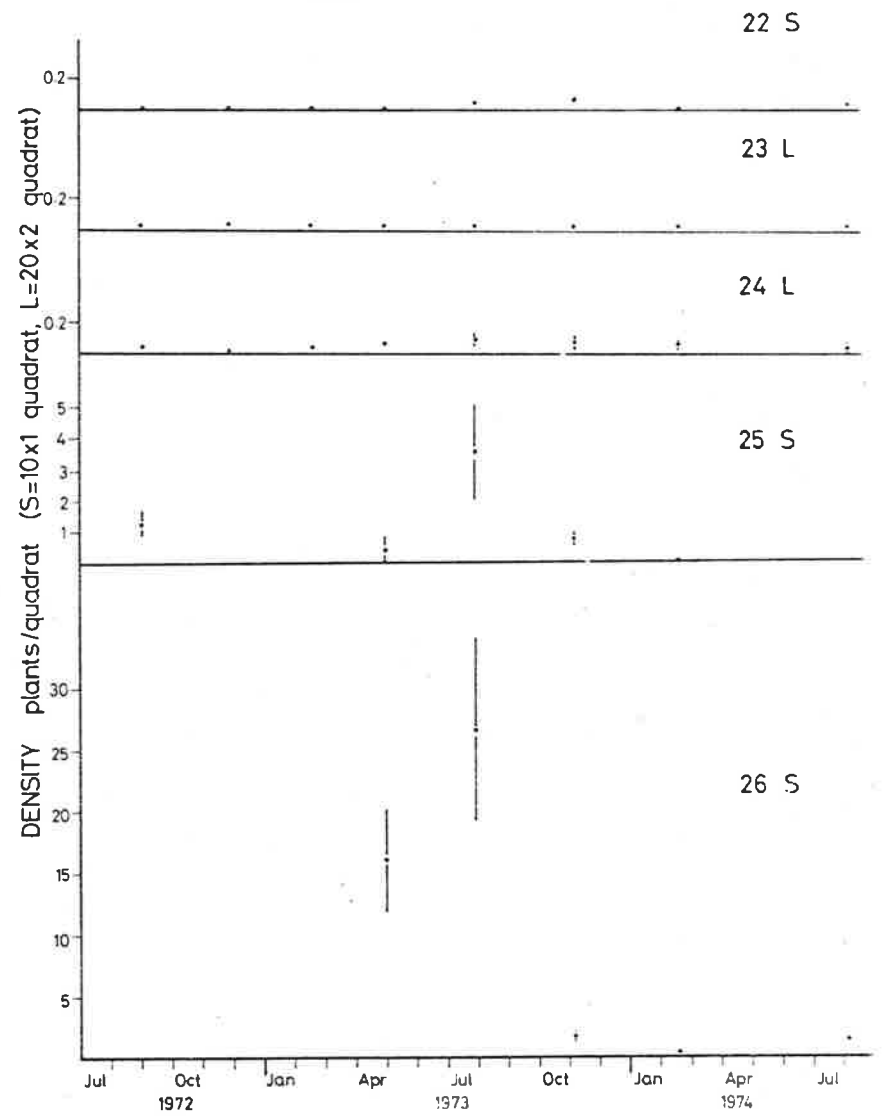 22 S
0.2
23 L
0.2
24 L
0.2
25 S
5
4
3
2
1
26 S
30
25
20
15
10
5
DENSITY plants/quadrat (S=10x1 quadrat, L=20x2 quadrat)
Jul Oct Jan Apr Jul Oct Jan Apr Jul
1972 1973 1974